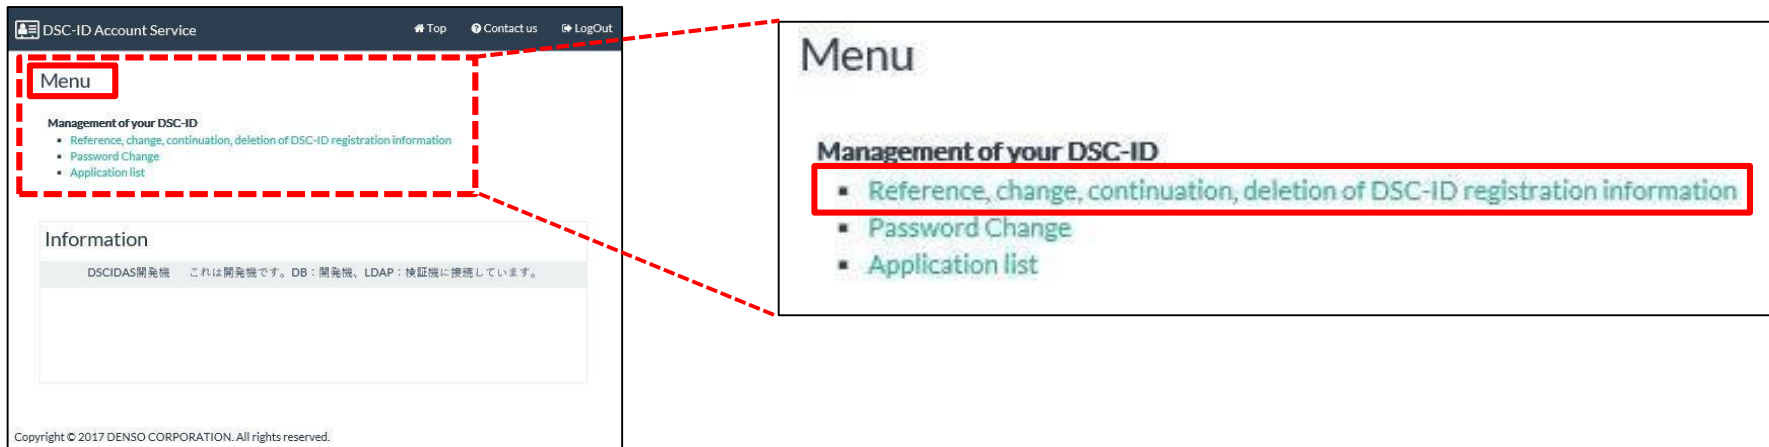 DSC-ID Account Service Top Contact us LogOut
Menu
Management of your DSC-ID
Reference, change, continuation, deletion of DSC-ID registration information
Password Change
Application list
Information
DSCIDAS開発機 これは開発機です。DB：開発機、LDAP：検証機に接続しています。
Copyright © 2017 DENSO CORPORATION. All rights reserved.
Menu
Management of your DSC-ID
Reference, change, continuation, deletion of DSC-ID registration information
Password Change
Application list